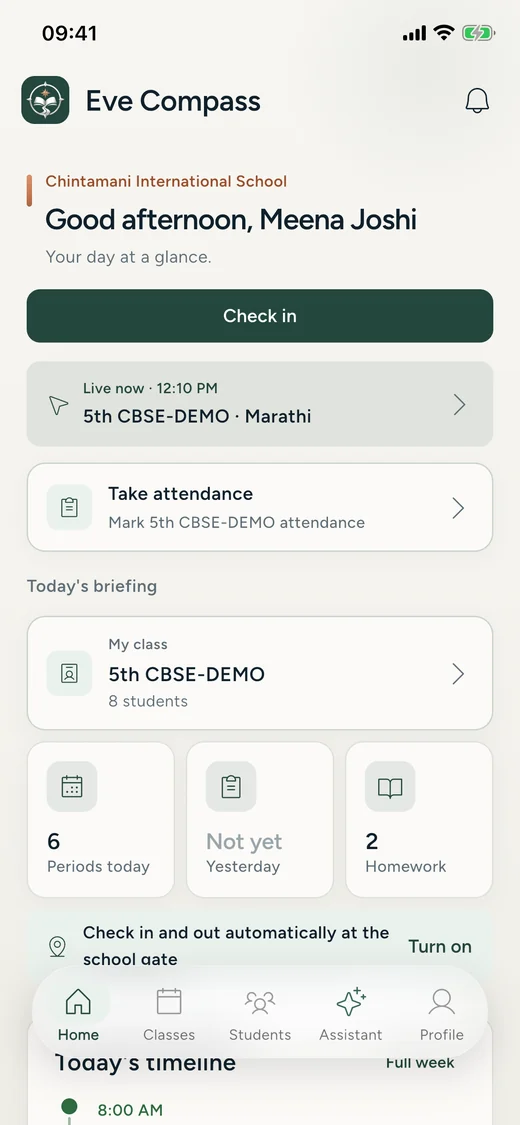 09:41
Eve Compass
Chintamani International School
Good afternoon, Meena Joshi
Your day at a glance.
Check in
Live now · 12:10 PM
5th CBSE-DEMO · Marathi
Take attendance
Mark 5th CBSE-DEMO attendance
Today's briefing
My class
5th CBSE-DEMO
8 students
6
Periods today
Not yet
Yesterday
2
Homework
Check in and out automatically at the
school gate
Turn on
Home
Classes
Students
Assistant
Profile
Today's timeline
Full week
8:00 AM